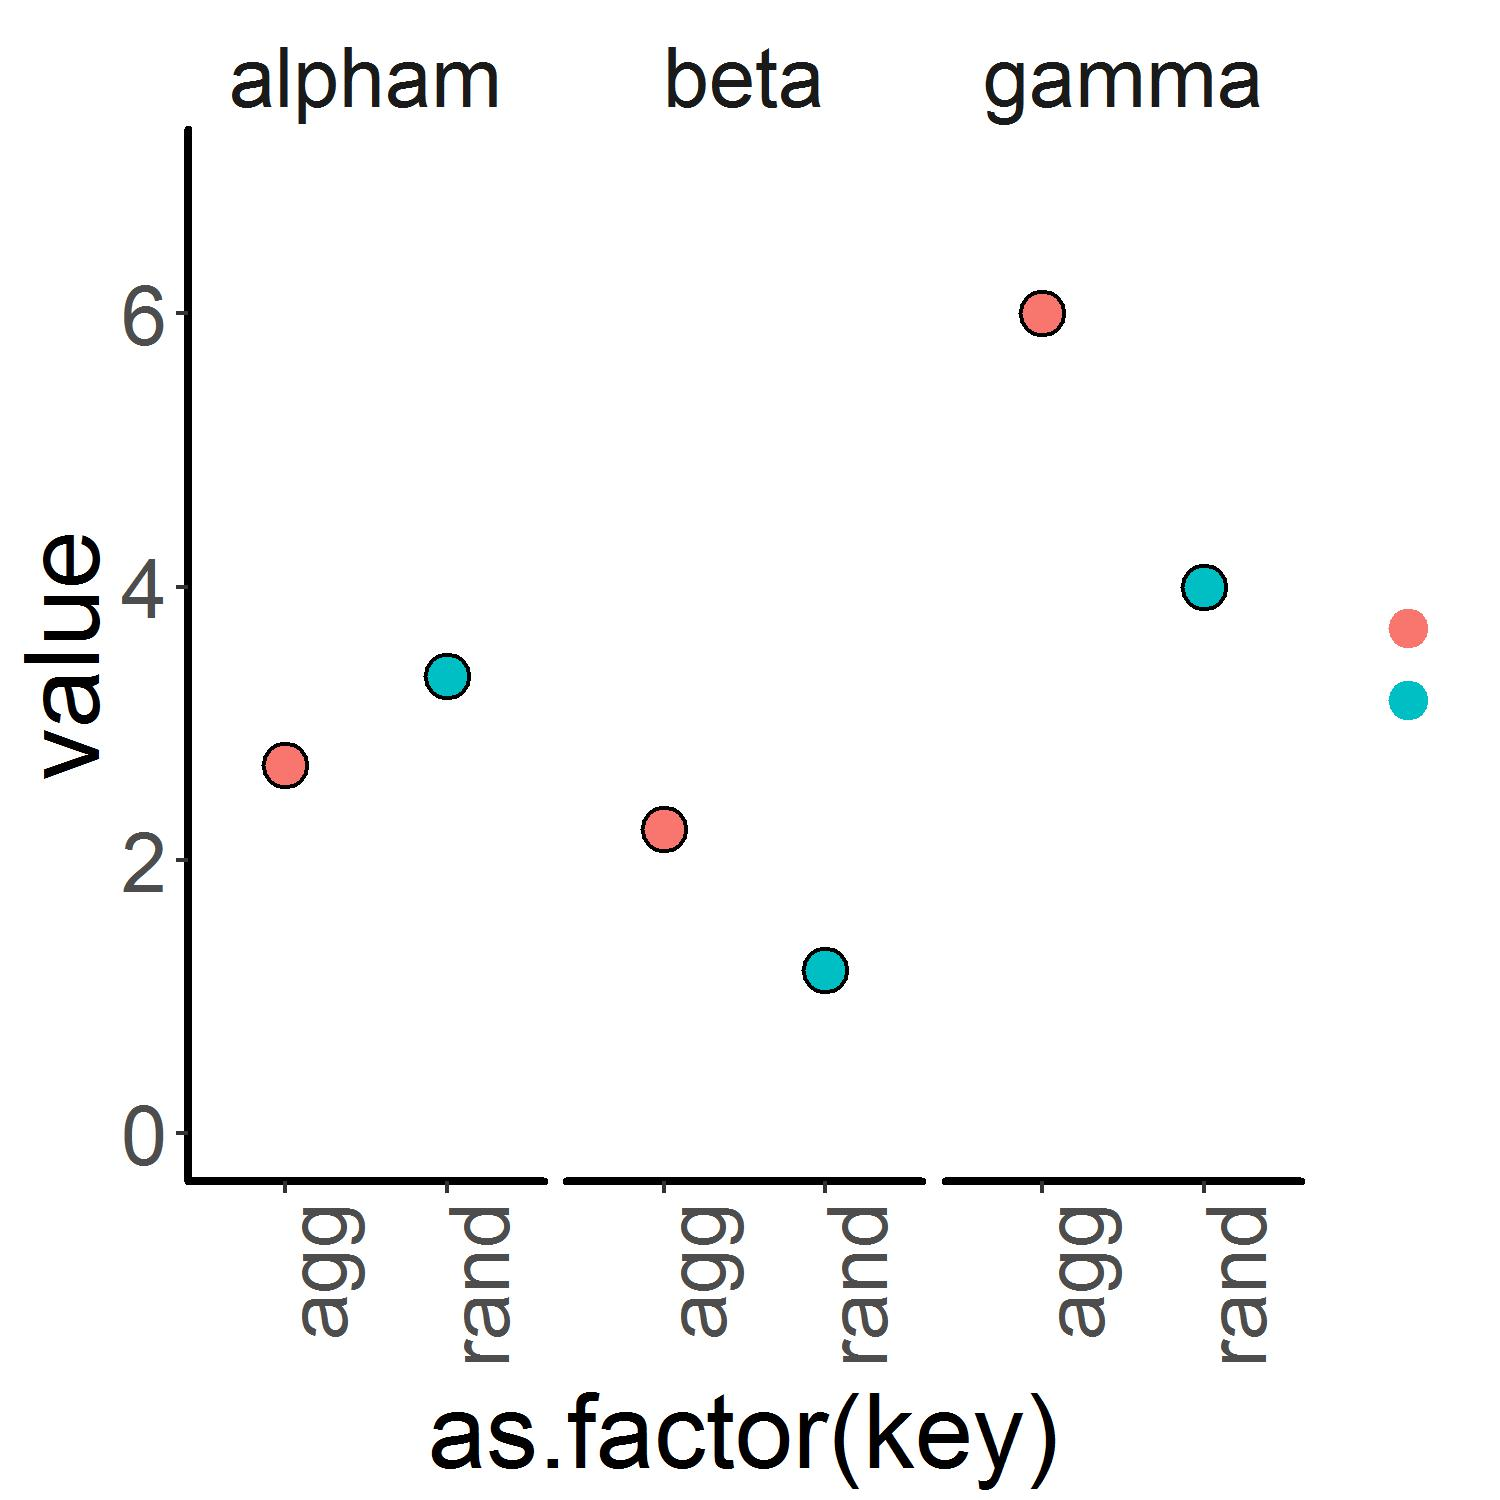 alpham beta gamma
6
4
2
0
value
agg rand agg rand agg rand
as.factor(key)